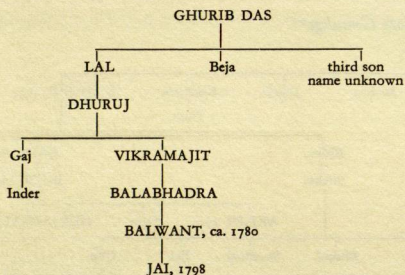 GHURIB DAS
LAL
Beja
third son
name unknown
DHURUJ
Gaj
VIKRAMAJIT
Inder
BALABHADRA
BALWANT, ca. 1780
JAI, 1798